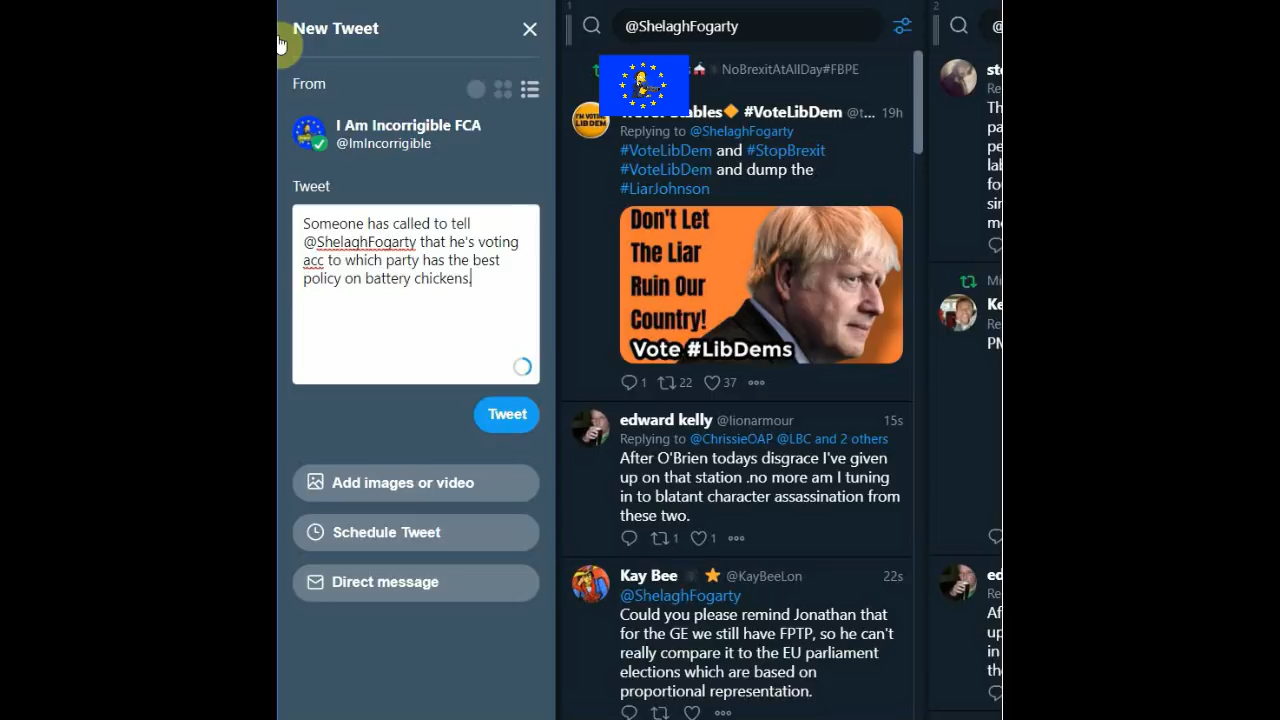 New Tweet
From
I Am Incorrigible FCA
@ImIncorrigible
Tweet
Someone has called to tell
@ShelaghFogarty that he's voting
acc to which party has the best
policy on battery chickens.
Tweet
Add images or video
Schedule Tweet
Direct message
1
@ShelaghFogarty
NoBrexitAtAllDay#FBPE
#VoteLibDem @t... 19h
Replying to @ShelaghFogarty
#VoteLibDem and #StopBrexit
#VoteLibDem and dump the
#LiarJohnson
I'M VOTING
LIB DEM
Don't Let
The Liar
Ruin Our
Country!
Vote #LibDems
1 22 37
edward kelly @lionarmour 15s
Replying to @ChrissieOAP @LBC and 2 others
After O'Brien todays disgrace I've given
up on that station .no more am I tuning
in to blatant character assassination from
these two.
1 1
Kay Bee @KayBeeLon 22s
@ShelaghFogarty
Could you please remind Jonathan that
for the GE we still have FPTP, so he can't
really compare it to the EU parliament
elections which are based on
proportional representation.
2
@